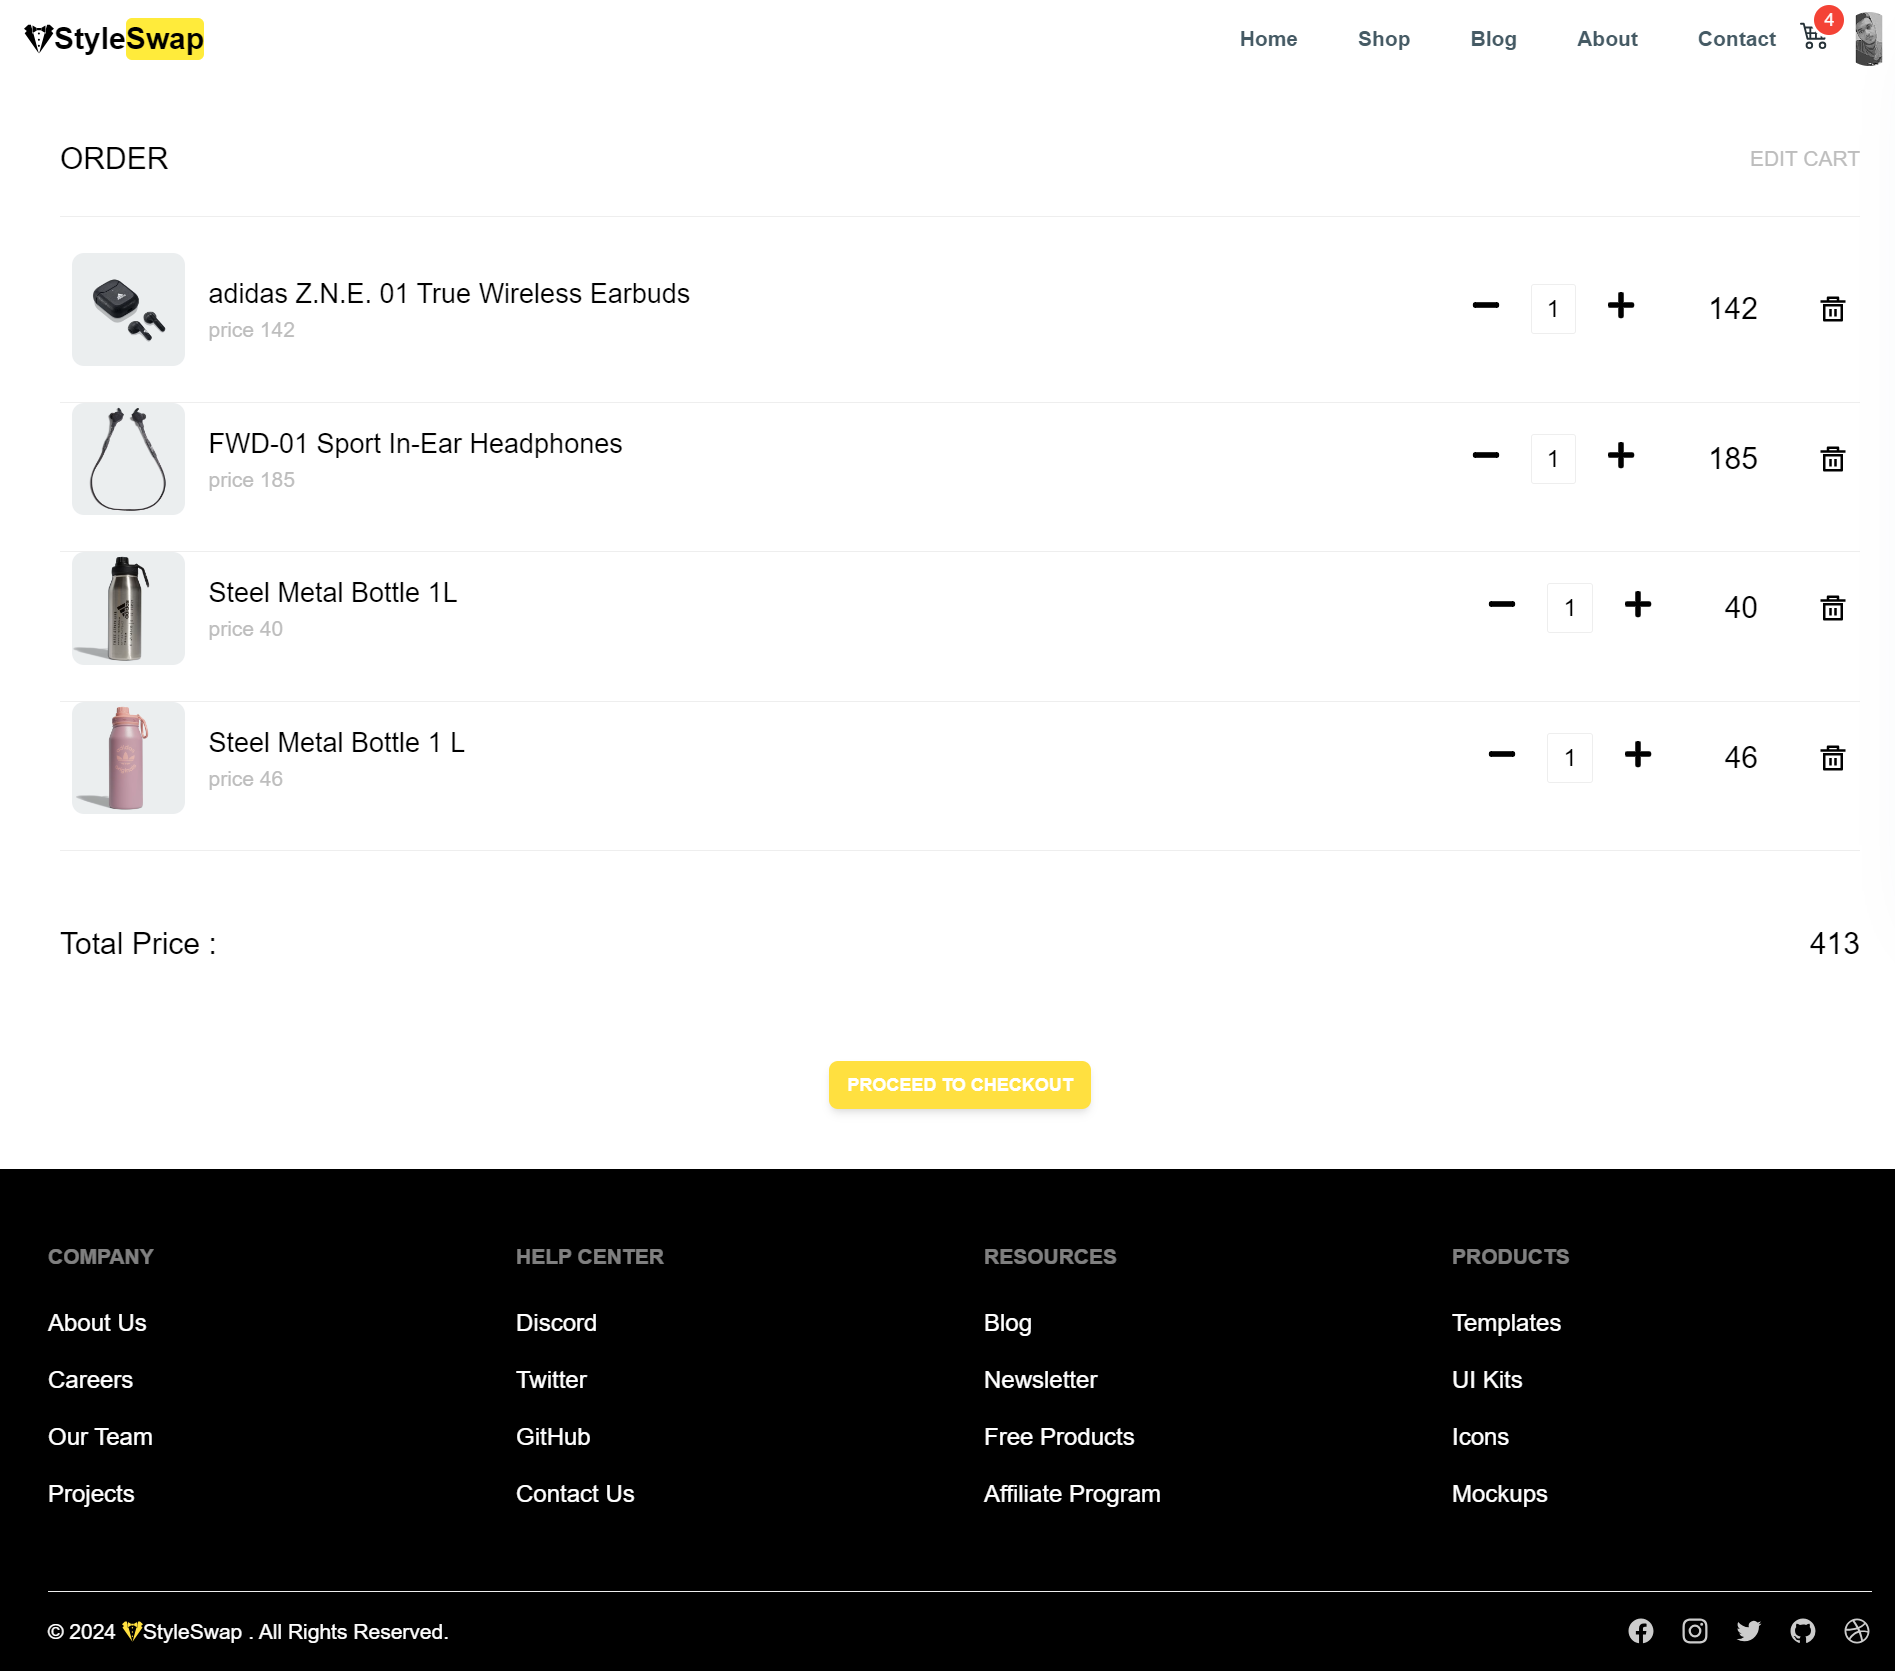 StyleSwap
Home Shop Blog About Contact 4
ORDER
EDIT CART
adidas Z.N.E. 01 True Wireless Earbuds
price 142
1
142
FWD-01 Sport In-Ear Headphones
price 185
1
185
Steel Metal Bottle 1L
price 40
1
40
Steel Metal Bottle 1 L
price 46
1
46
Total Price :
413
PROCEED TO CHECKOUT
COMPANY
About Us
Careers
Our Team
Projects
HELP CENTER
Discord
Twitter
GitHub
Contact Us
RESOURCES
Blog
Newsletter
Free Products
Affiliate Program
PRODUCTS
Templates
UI Kits
Icons
Mockups
© 2024 StyleSwap . All Rights Reserved.